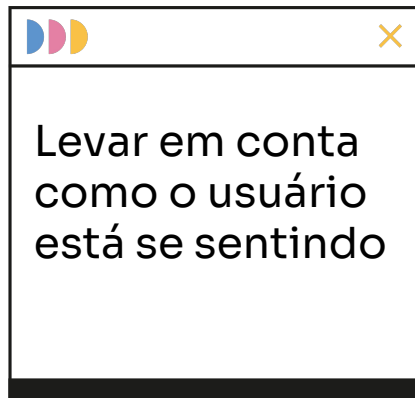 Levar em conta
como o usuário
está se sentindo